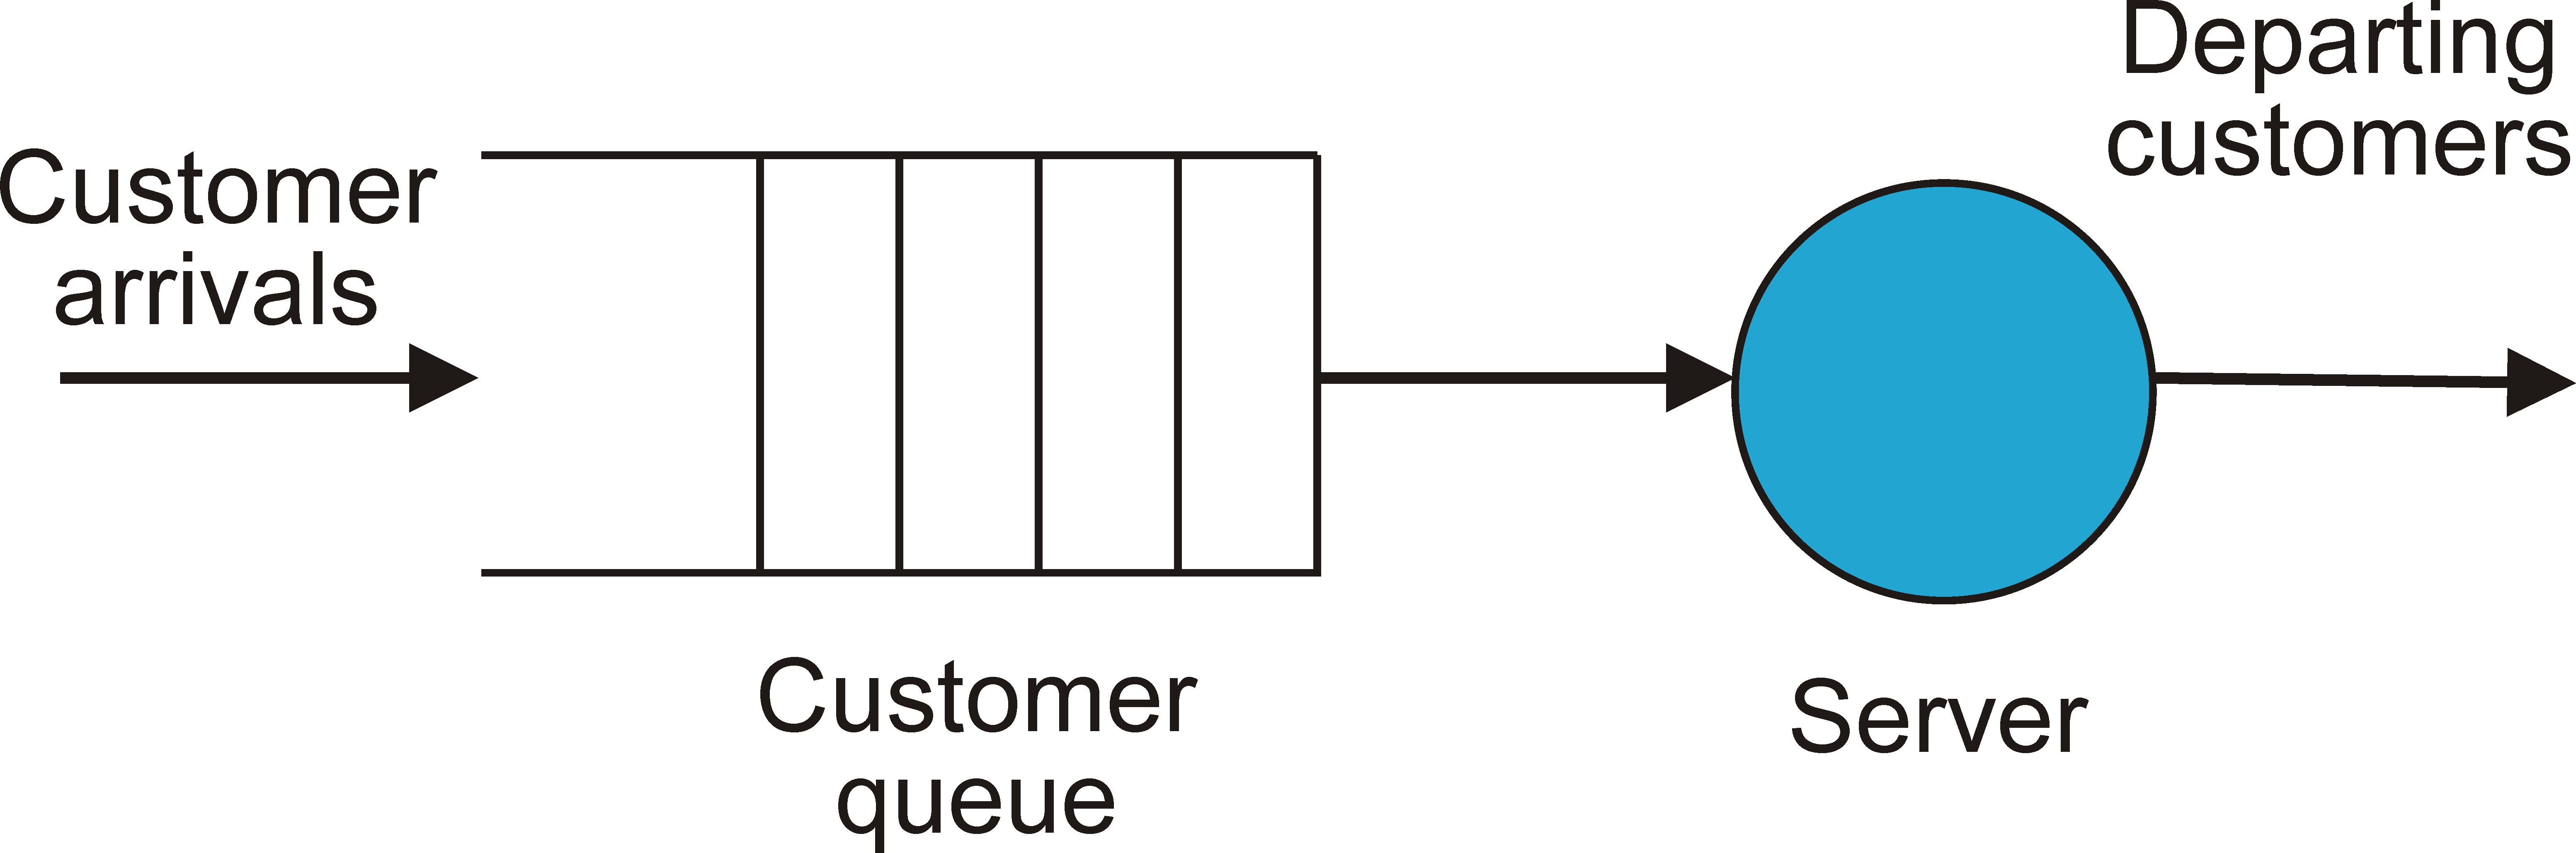 Customer
arrivals
Customer
queue
Server
Departing
customers